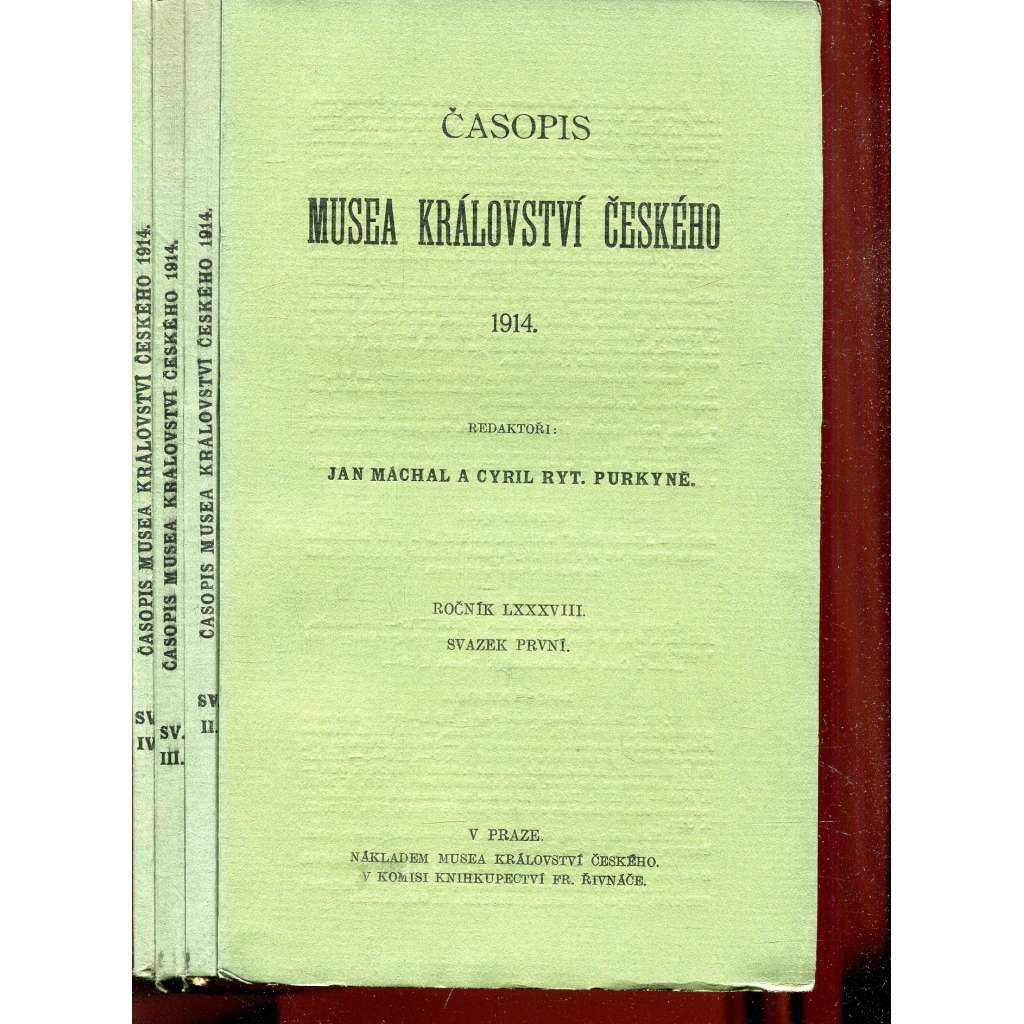 ČASOPIS
MUSEA KRÁLOVSTVÍ ČESKÉHO
1914.
REDAKTOŘI:
JAN MÁCHAL A CYRIL RYT. PURKYNĚ.
ROČNÍK LXXXVIII.
SVAZEK PRVNÍ.
V PRAZE.
NÁKLADEM MUSEA KRÁLOVSTVÍ ČESKÉHO.
V KOMISI KNIHKUPECTVÍ FR. ŘIVNÁČE.
ČASOPIS MUSEA KRÁLOVSTVÍ ČESKÉHO 1914.
SV
IV
ČASOPIS MUSEA KRÁLOVSTVÍ ČESKÉHO 1914.
SV.
III.
ČASOPIS MUSEA KRÁLOVSTVÍ ČESKÉHO 1914.
SV.
II.